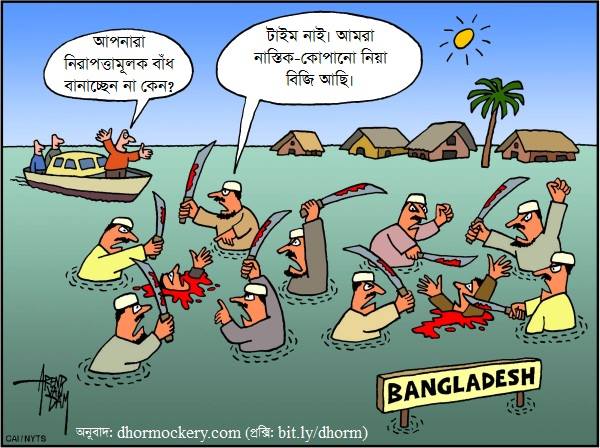 আপনারা
নিরাপত্তামূলক বাঁধ
বানাচ্ছেন না কেন?
টাইম নাই। আমরা
নাস্তিক-কোপানো নিয়া
বিজি আছি।
BANGLADESH
AREND
VAN
DAM
CAI/NYTS
অনুবাদ: dhormockery.com (প্রক্সি: bit.ly/dhorm)